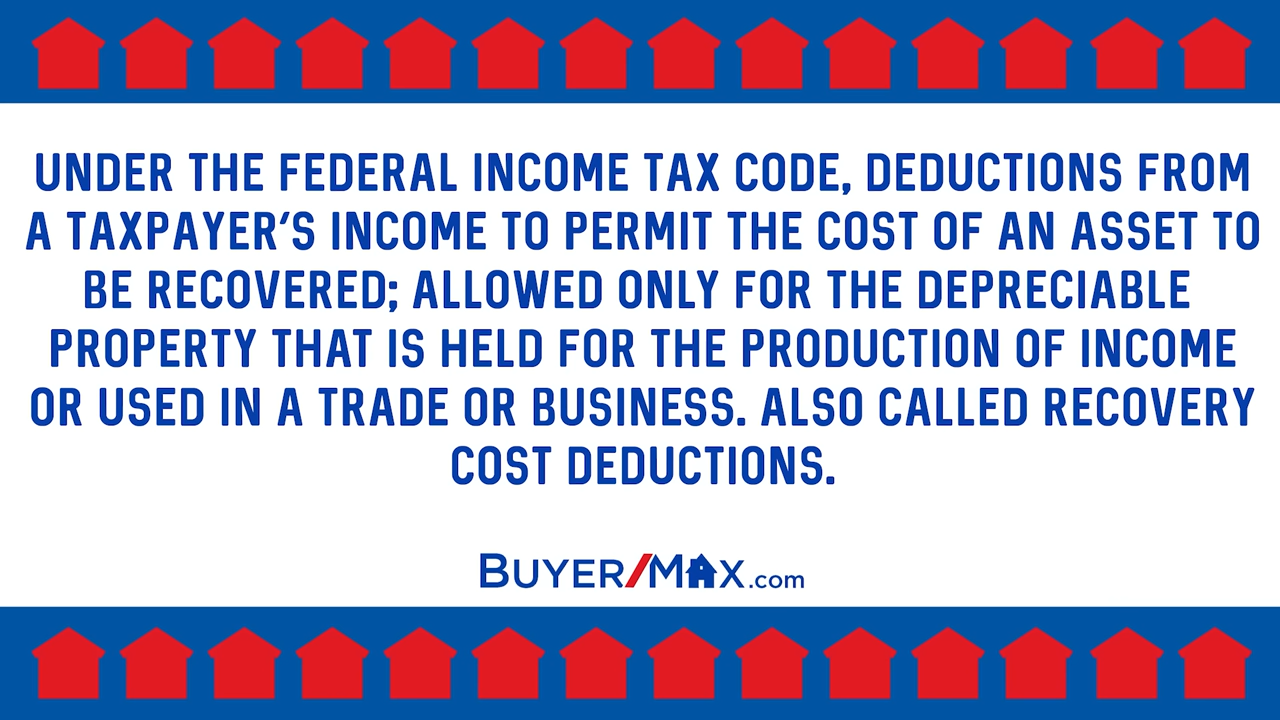 UNDER THE FEDERAL INCOME TAX CODE, DEDUCTIONS FROM
A TAXPAYER'S INCOME TO PERMIT THE COST OF AN ASSET TO
BE RECOVERED; ALLOWED ONLY FOR THE DEPRECIABLE
PROPERTY THAT IS HELD FOR THE PRODUCTION OF INCOME
OR USED IN A TRADE OR BUSINESS. ALSO CALLED RECOVERY
COST DEDUCTIONS.
BUYER/MAX.com